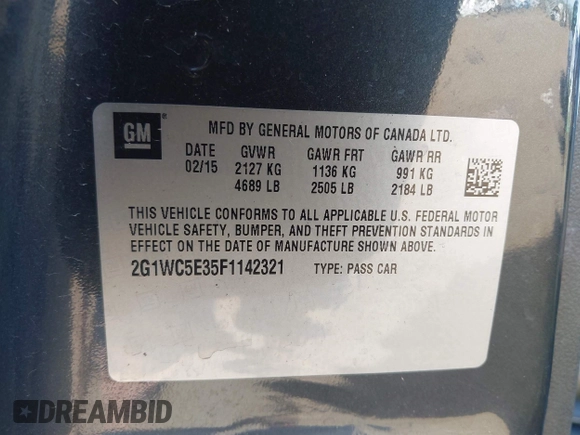 GM
MFD BY GENERAL MOTORS OF CANADA LTD.
DATE GVWR GAWR FRT GAWR RR
02/15 2127 KG 1136 KG 991 KG
4689 LB 2505 LB 2184 LB
THIS VEHICLE CONFORMS TO ALL APPLICABLE U.S. FEDERAL MOTOR
VEHICLE SAFETY, BUMPER, AND THEFT PREVENTION STANDARDS IN
EFFECT ON THE DATE OF MANUFACTURE SHOWN ABOVE.
2G1WC5E35F1142321 TYPE: PASS CAR
DREAMBID